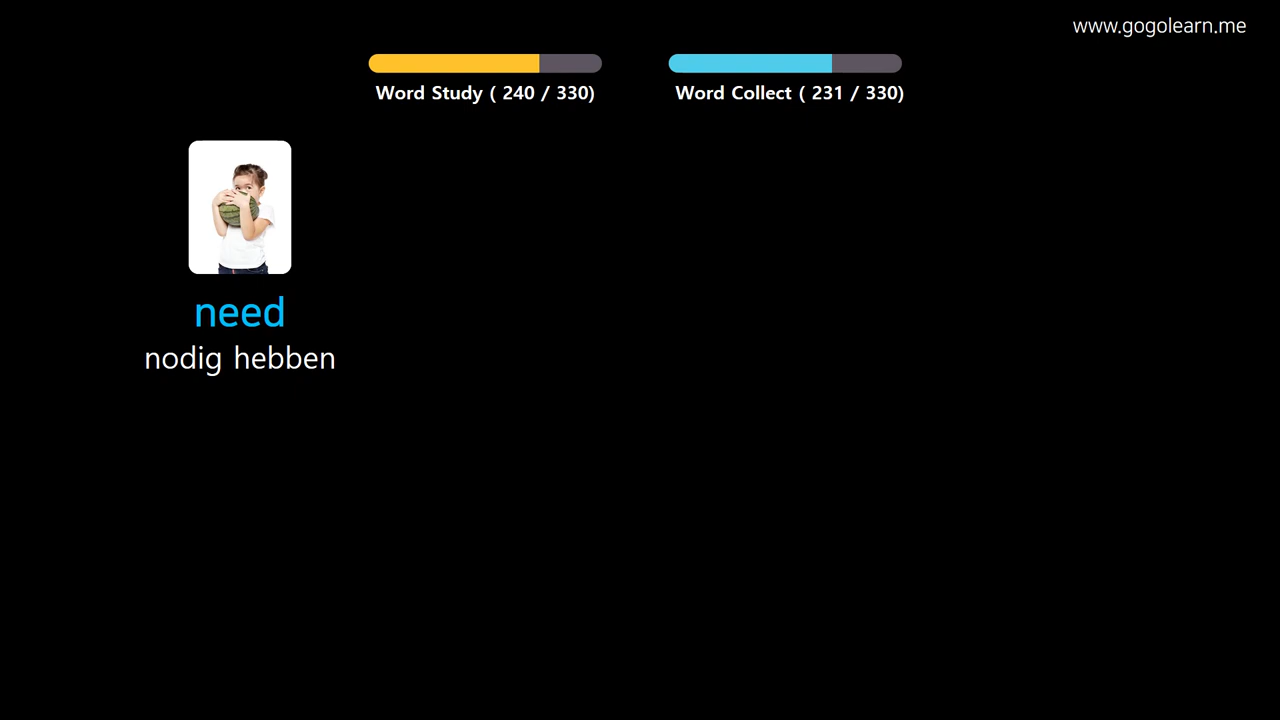 www.gogolearn.me
Word Study ( 240 / 330)
Word Collect ( 231 / 330)
need
nodig hebben